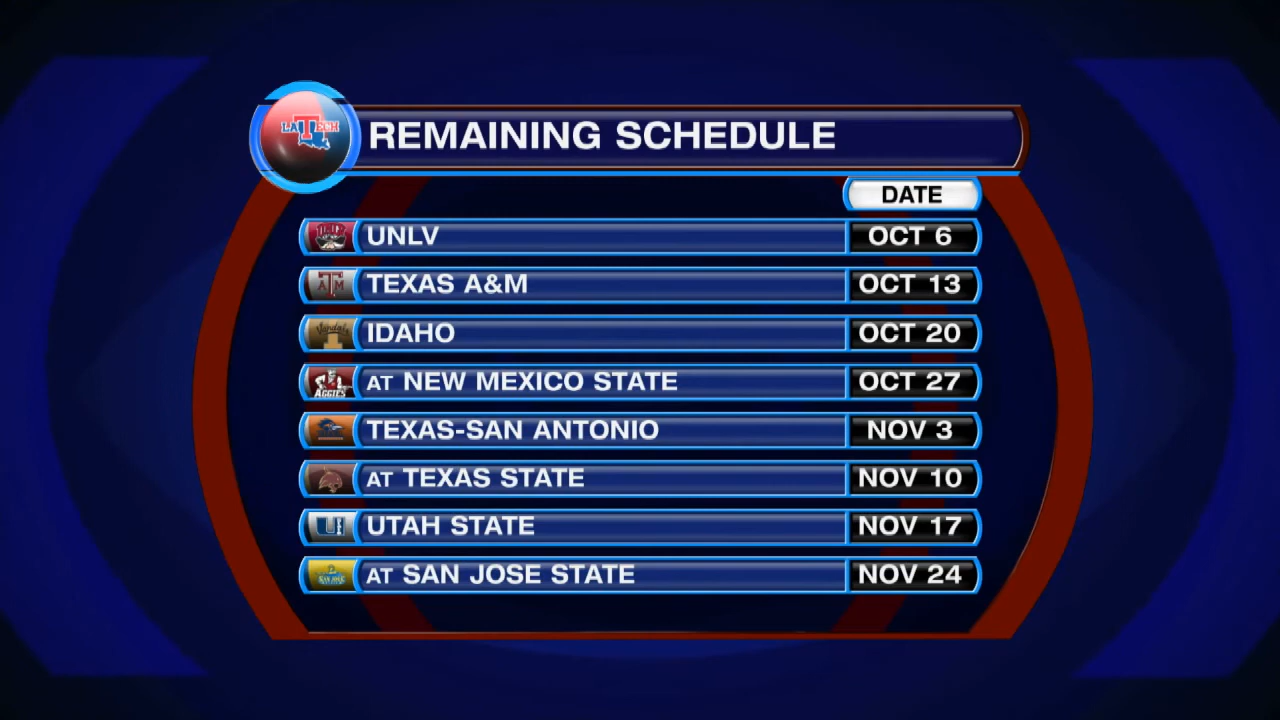 LA TECH
REMAINING SCHEDULE
DATE
UNLV OCT 6
TEXAS A&M OCT 13
IDAHO OCT 20
AGGIES AT NEW MEXICO STATE OCT 27
TEXAS-SAN ANTONIO NOV 3
AT TEXAS STATE NOV 10
UTAH STATE NOV 17
AT SAN JOSE STATE NOV 24